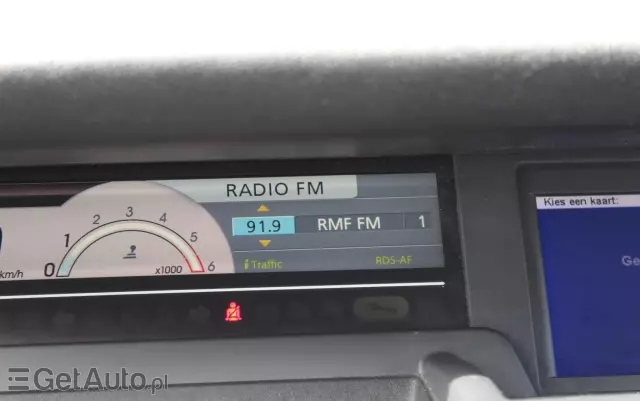 RADIO FM
91.9 RMF FM 1
i Traffic RDS-AF
0 1 2 3 4 5 6
x1000
km/h
Kies een kaart:
Ge
GetAuto.pl